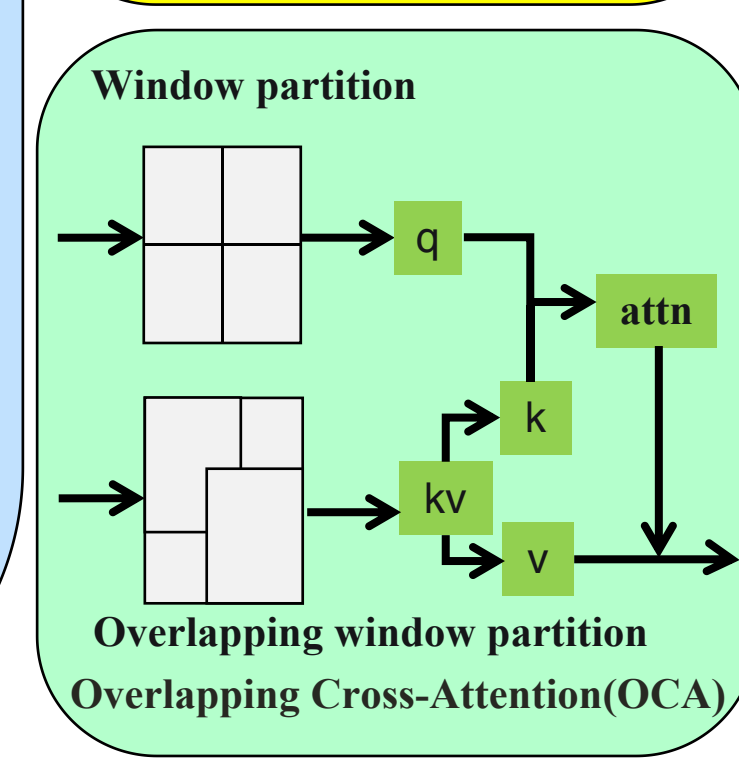 Window partition
q
attn
k
kv
v
Overlapping window partition
Overlapping Cross-Attention(OCA)